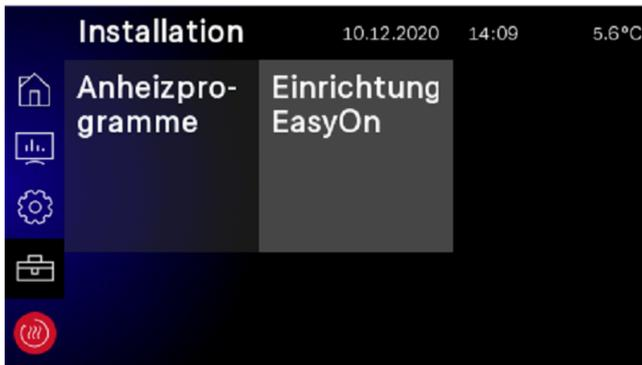 Installation 10.12.2020 14:09 5.6°C
Anheizpro-
gramme
Einrichtung
EasyOn